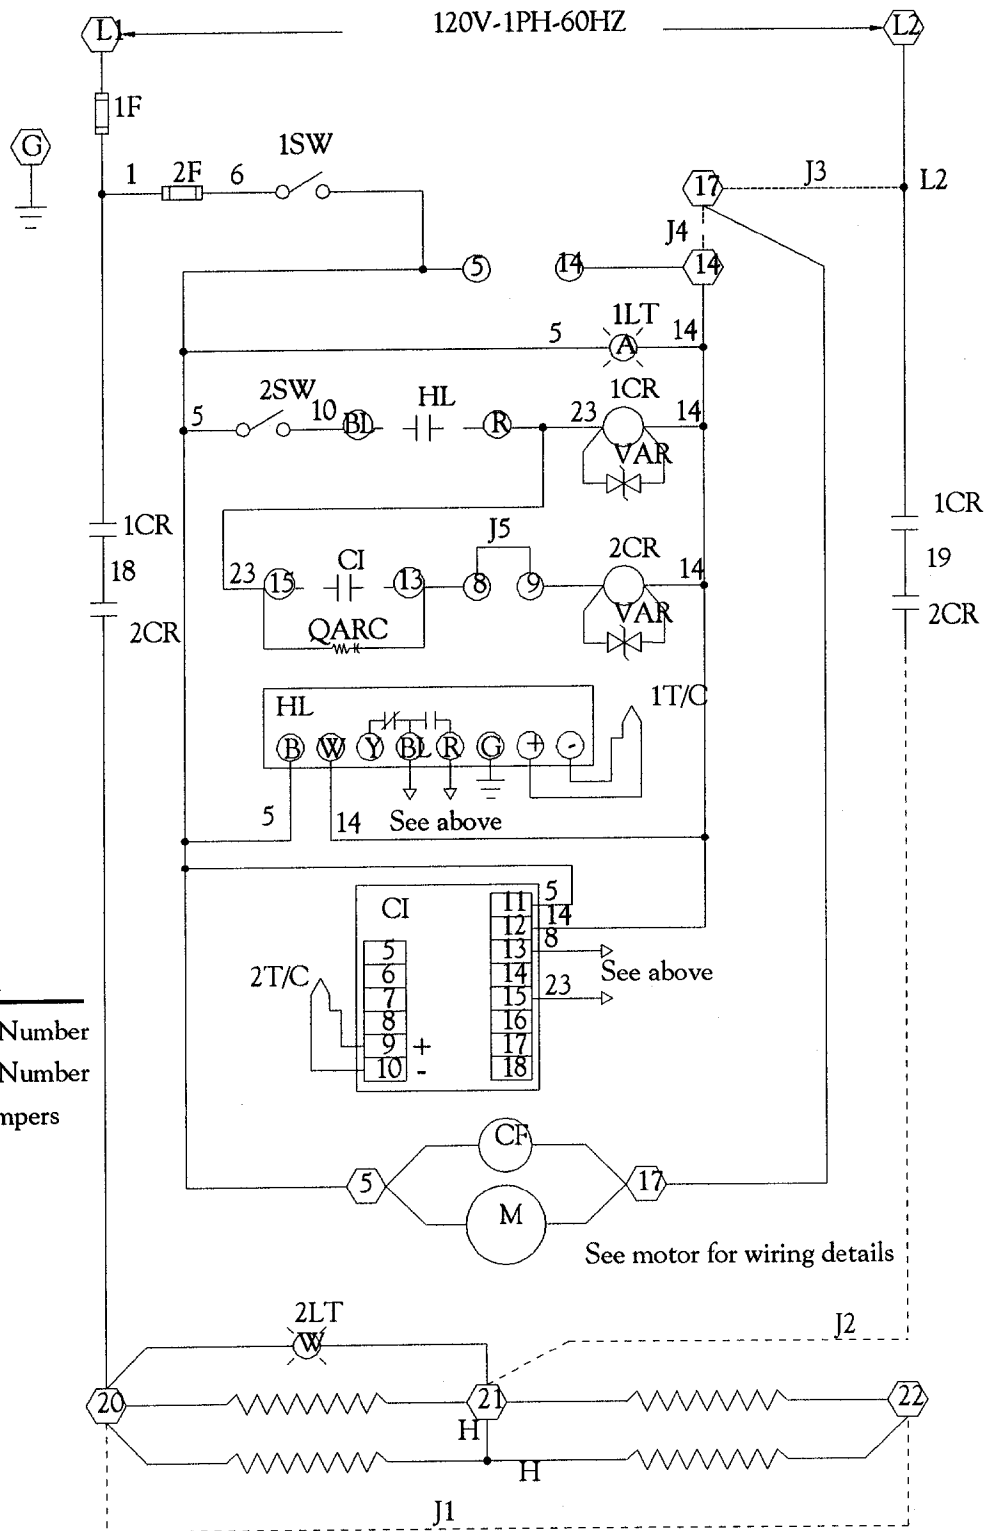 L1
120V-1PH-60HZ
L2
1F
G
1
2F
6
1SW
17
J3
L2
J4
5
14
14
1LT
5
A
14
2SW
HL
1CR
5
10
BL
R
23
14
VAR
1CR
1CR
J5
18
CI
2CR
19
23
15
13
8
9
14
2CR
QARC
VAR
2CR
1T/C
HL
B
W
Y
BL
R
G
+
-
5
14
See above
CI
11
5
12
14
5
13
8
6
14
See above
2T/C
7
15
23
8
16
9
+
17
10
-
18
Number
Number
mpers
CF
5
17
M
See motor for wiring details
2LT
W
J2
20
21
22
H
H
J1